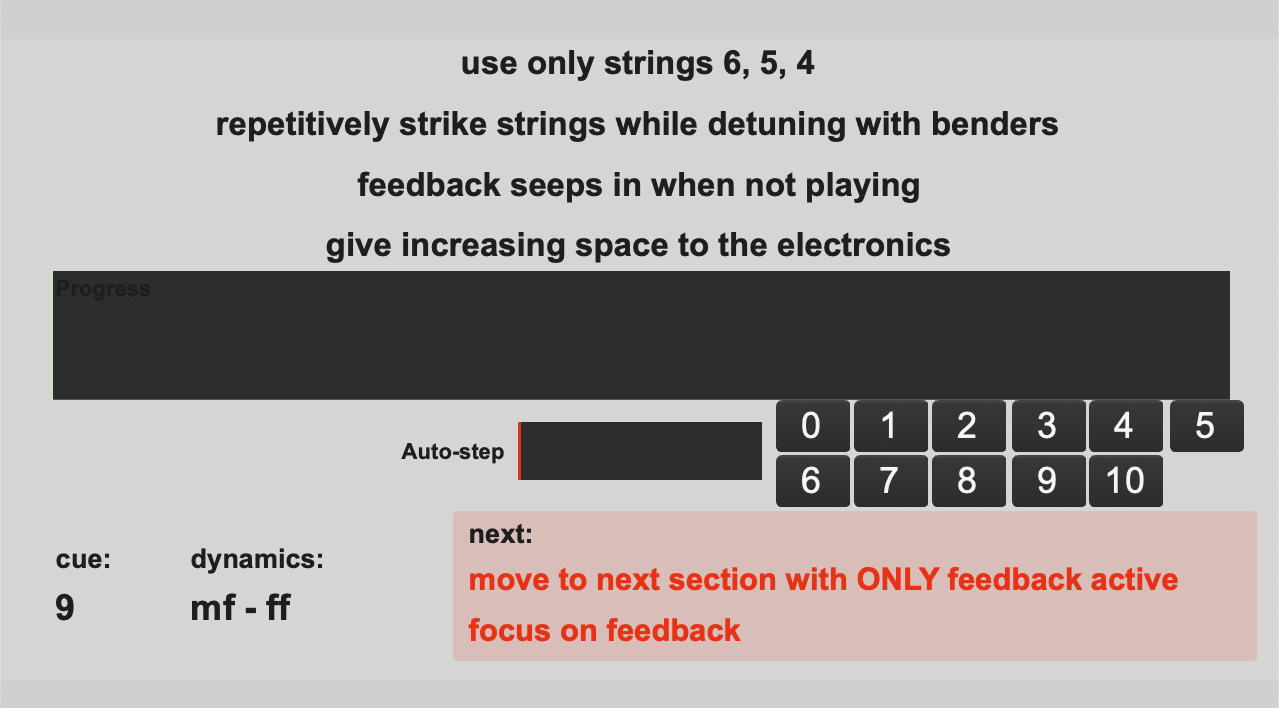 use only strings 6, 5, 4
repetitively strike strings while detuning with benders
feedback seeps in when not playing
give increasing space to the electronics
Progress
Auto-step
0 1 2 3 4 5
6 7 8 9 10
cue:
9
dynamics:
mf - ff
next:
move to next section with ONLY feedback active
focus on feedback